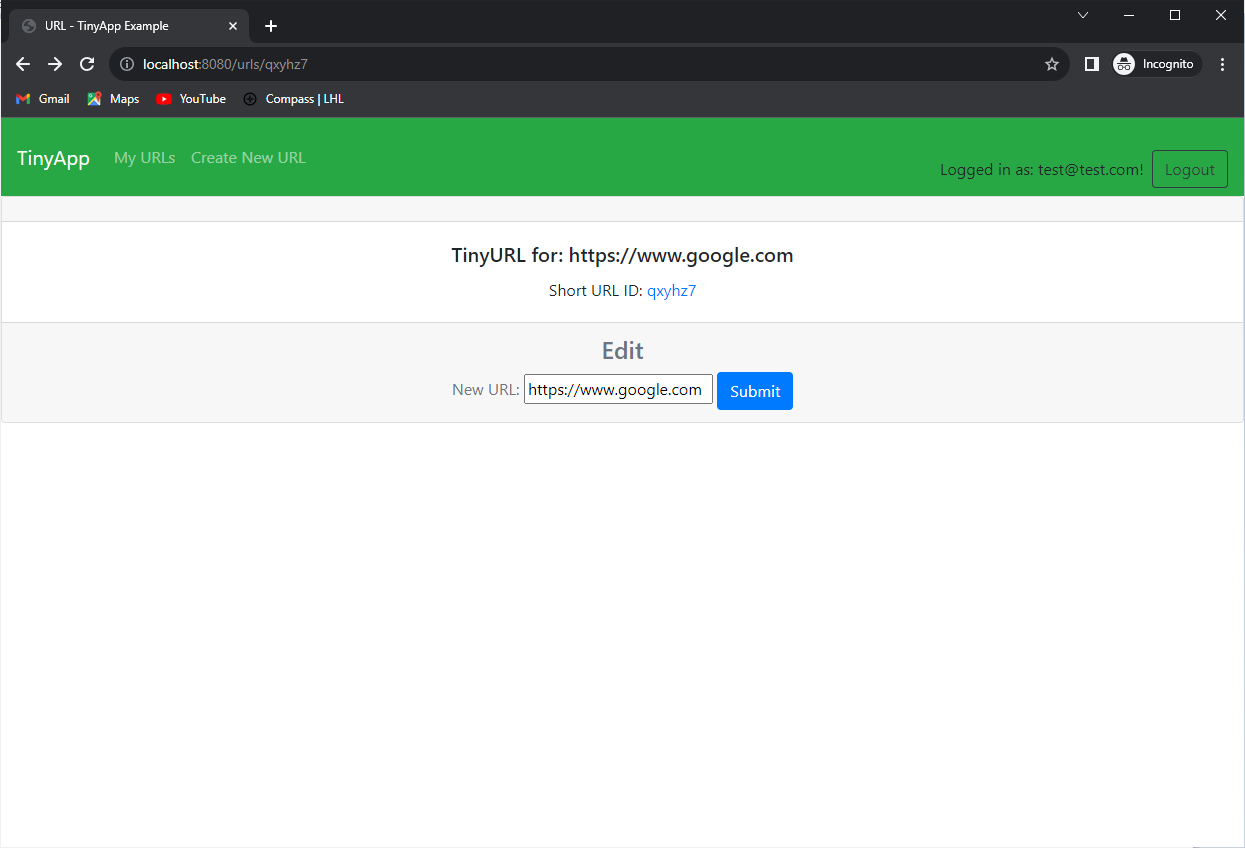 URL - TinyApp Example
localhost:8080/urls/qxyhz7
Incognito
Gmail Maps YouTube Compass | LHL
TinyApp My URLs Create New URL
Logged in as: test@test.com! Logout
TinyURL for: https://www.google.com
Short URL ID: qxyhz7
Edit
New URL: https://www.google.com Submit